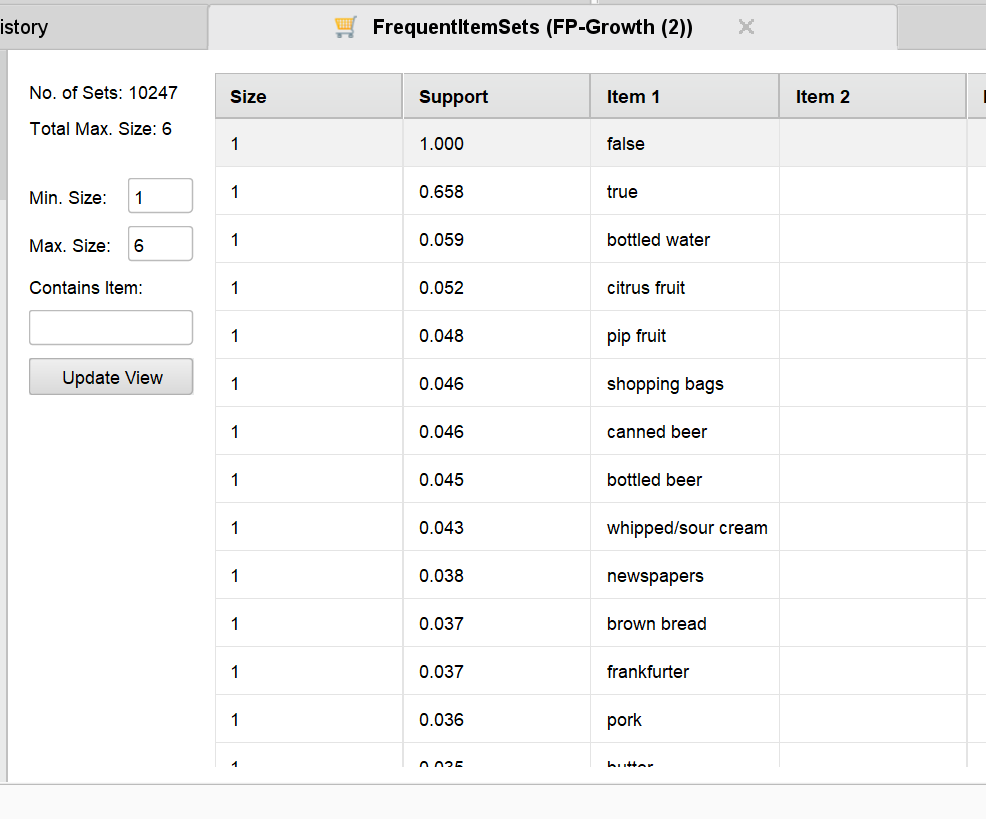 istory
FrequentItemSets (FP-Growth (2))
No. of Sets: 10247
Total Max. Size: 6
Min. Size: 1
Max. Size: 6
Contains Item:
Update View
Size Support Item 1 Item 2
1 1.000 false
1 0.658 true
1 0.059 bottled water
1 0.052 citrus fruit
1 0.048 pip fruit
1 0.046 shopping bags
1 0.046 canned beer
1 0.045 bottled beer
1 0.043 whipped/sour cream
1 0.038 newspapers
1 0.037 brown bread
1 0.037 frankfurter
1 0.036 pork
1 0.035 butter